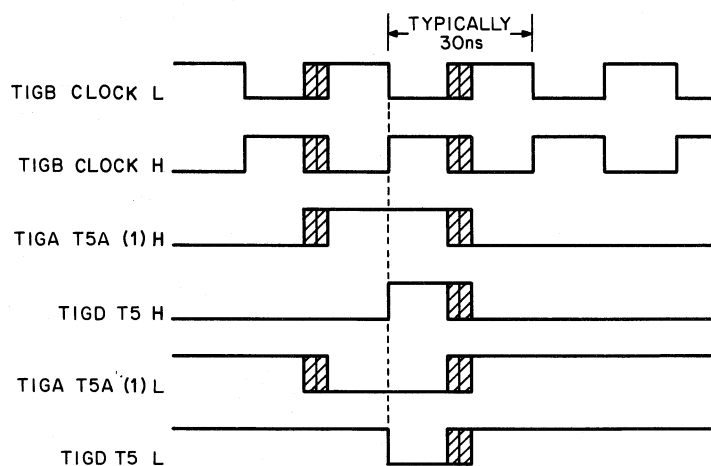 TYPICALLY
30ns
TIGB CLOCK L
TIGB CLOCK H
TIGA T5A (1) H
TIGD T5 H
TIGA T5A (1) L
TIGD T5 L